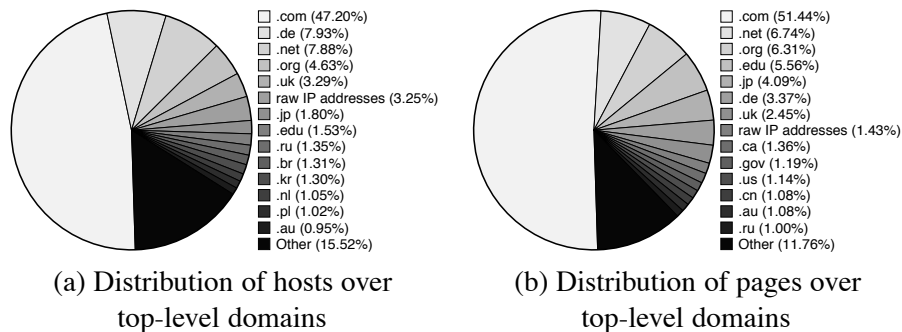 .com (47.20%)
.de (7.93%)
.net (7.88%)
.org (4.63%)
.uk (3.29%)
raw IP addresses (3.25%)
.jp (1.80%)
.edu (1.53%)
.ru (1.35%)
.br (1.31%)
.kr (1.30%)
.nl (1.05%)
.pl (1.02%)
.au (0.95%)
Other (15.52%)
(a) Distribution of hosts over
top-level domains
.com (51.44%)
.net (6.74%)
.org (6.31%)
.edu (5.56%)
.jp (4.09%)
.de (3.37%)
.uk (2.45%)
raw IP addresses (1.43%)
.ca (1.36%)
.gov (1.19%)
.us (1.14%)
.cn (1.08%)
.au (1.08%)
.ru (1.00%)
Other (11.76%)
(b) Distribution of pages over
top-level domains